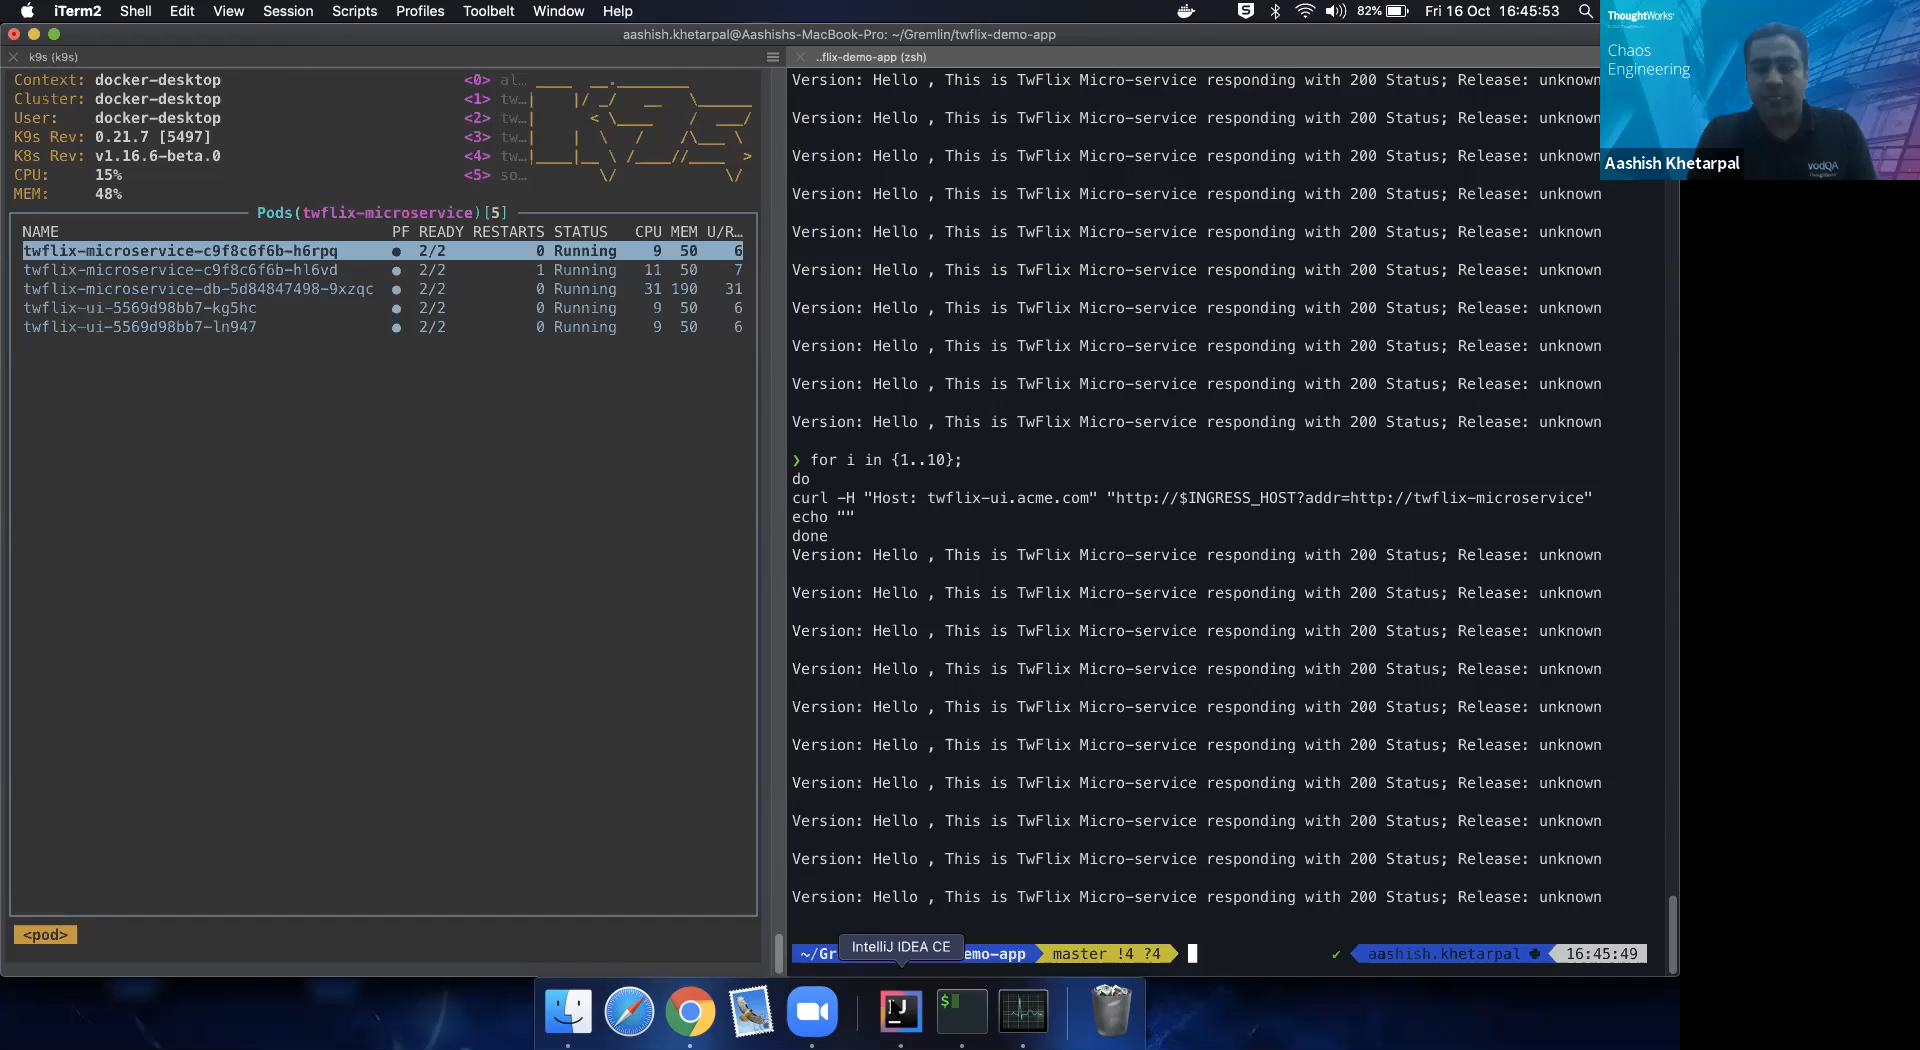 iTerm2 Shell Edit View Session Scripts Profiles Toolbelt Window Help
82% Fri 16 Oct 16:45:53
aashish.khetarpal@Aashishs-MacBook-Pro: ~/Gremlin/twflix-demo-app
k9s (k9s)
Context: docker-desktop <0> al…
Cluster: docker-desktop <1> tw…
User: docker-desktop <2> tw…
K9s Rev: 0.21.7 [5497] <3> tw…
K8s Rev: v1.16.6-beta.0 <4> tw…
CPU: 15% <5> so…
MEM: 48%
Pods(twflix-microservice)[5]
NAME PF READY RESTARTS STATUS CPU MEM U/R…
twflix-microservice-c9f8c6f6b-h6rpq ● 2/2 0 Running 9 50 6
twflix-microservice-c9f8c6f6b-hl6vd ● 2/2 1 Running 11 50 7
twflix-microservice-db-5d84847498-9xzqc ● 2/2 0 Running 31 190 31
twflix-ui-5569d98bb7-kg5hc ● 2/2 0 Running 9 50 6
twflix-ui-5569d98bb7-ln947 ● 2/2 0 Running 9 50 6
<pod>
..flix-demo-app (zsh)
Version: Hello , This is TwFlix Micro-service responding with 200 Status; Release: unknown
Version: Hello , This is TwFlix Micro-service responding with 200 Status; Release: unknown
Version: Hello , This is TwFlix Micro-service responding with 200 Status; Release: unknown
Version: Hello , This is TwFlix Micro-service responding with 200 Status; Release: unknown
Version: Hello , This is TwFlix Micro-service responding with 200 Status; Release: unknown
Version: Hello , This is TwFlix Micro-service responding with 200 Status; Release: unknown
Version: Hello , This is TwFlix Micro-service responding with 200 Status; Release: unknown
Version: Hello , This is TwFlix Micro-service responding with 200 Status; Release: unknown
Version: Hello , This is TwFlix Micro-service responding with 200 Status; Release: unknown
Version: Hello , This is TwFlix Micro-service responding with 200 Status; Release: unknown
❯ for i in {1..10};
do
curl -H "Host: twflix-ui.acme.com" "http://$INGRESS_HOST?addr=http://twflix-microservice"
echo ""
done
Version: Hello , This is TwFlix Micro-service responding with 200 Status; Release: unknown
Version: Hello , This is TwFlix Micro-service responding with 200 Status; Release: unknown
Version: Hello , This is TwFlix Micro-service responding with 200 Status; Release: unknown
Version: Hello , This is TwFlix Micro-service responding with 200 Status; Release: unknown
Version: Hello , This is TwFlix Micro-service responding with 200 Status; Release: unknown
Version: Hello , This is TwFlix Micro-service responding with 200 Status; Release: unknown
Version: Hello , This is TwFlix Micro-service responding with 200 Status; Release: unknown
Version: Hello , This is TwFlix Micro-service responding with 200 Status; Release: unknown
Version: Hello , This is TwFlix Micro-service responding with 200 Status; Release: unknown
Version: Hello , This is TwFlix Micro-service responding with 200 Status; Release: unknown
IntelliJ IDEA CE
~/Gr emo-app master !4 ?4 ✔ aashish.khetarpal 16:45:49
ThoughtWorks
Chaos
Engineering
vodQA
Aashish Khetarpal